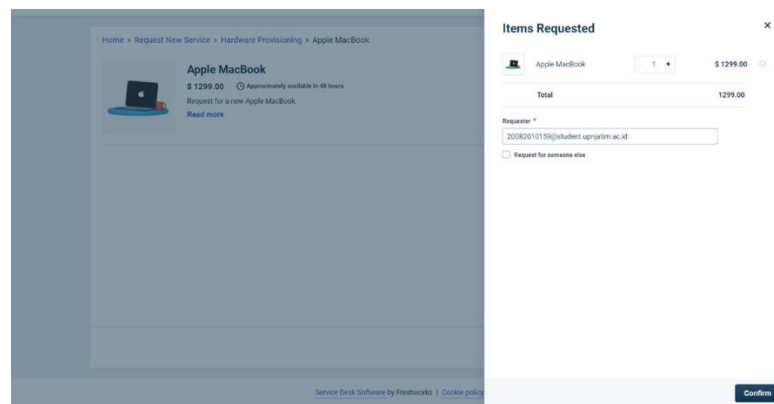 Home > Request New Service > Hardware Provisioning > Apple MacBook
Apple MacBook
$ 1299.00 Approximately available in 48 hours
Request for a new Apple MacBook.
Read more
Items Requested
Apple MacBook - 1 + $ 1299.00
Total 1299.00
Requester *
20082010159@student.upnjatim.ac.id
Request for someone else
Confirm
Service Desk Software by Freshworks | Cookie policy